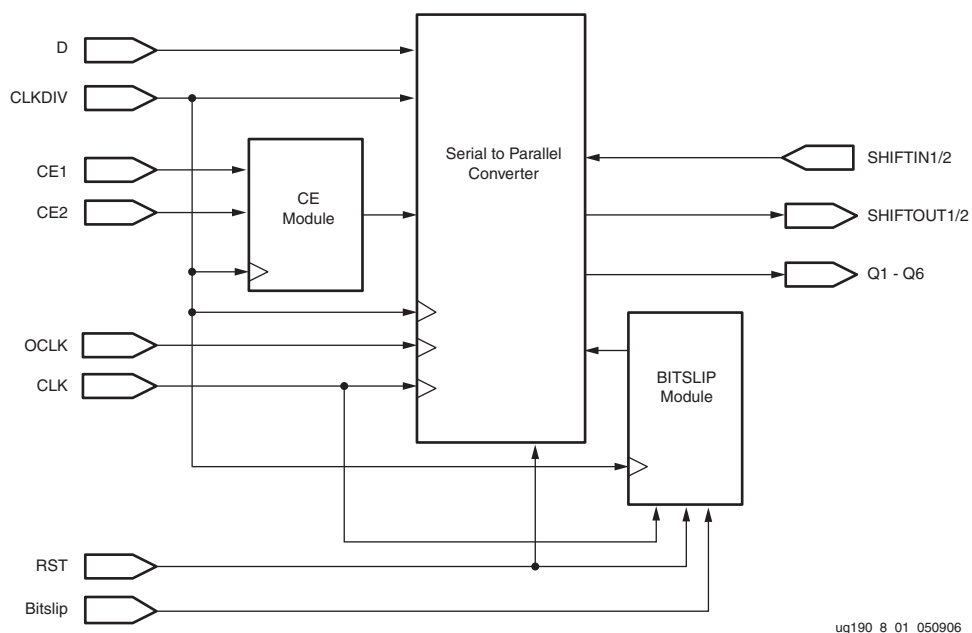 D
CLKDIV
CE1
CE2
CE
Module
Serial to Parallel
Converter
SHIFTIN1/2
SHIFTOUT1/2
Q1 - Q6
OCLK
CLK
BITSLIP
Module
RST
Bitslip
ug190_8_01_050906